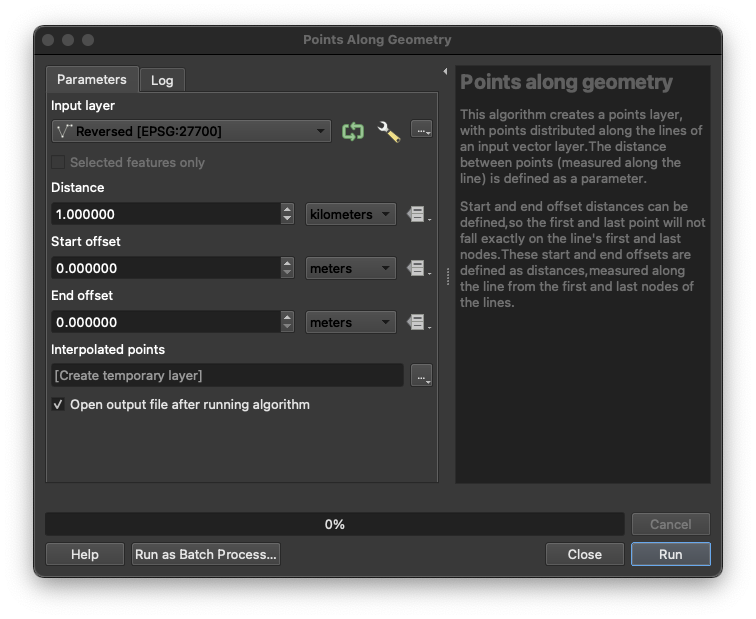 Points Along Geometry
Parameters
Log
Input layer
Reversed [EPSG:27700]
...
Selected features only
Distance
1.000000
kilometers
Start offset
0.000000
meters
End offset
0.000000
meters
Interpolated points
[Create temporary layer]
...
Open output file after running algorithm
Points along geometry
This algorithm creates a points layer,
with points distributed along the lines of
an input vector layer.The distance
between points (measured along the
line) is defined as a parameter.
Start and end offset distances can be
defined,so the first and last point will not
fall exactly on the line's first and last
nodes.These start and end offsets are
defined as distances,measured along
the line from the first and last nodes of
the lines.
0%
Cancel
Help
Run as Batch Process...
Close
Run